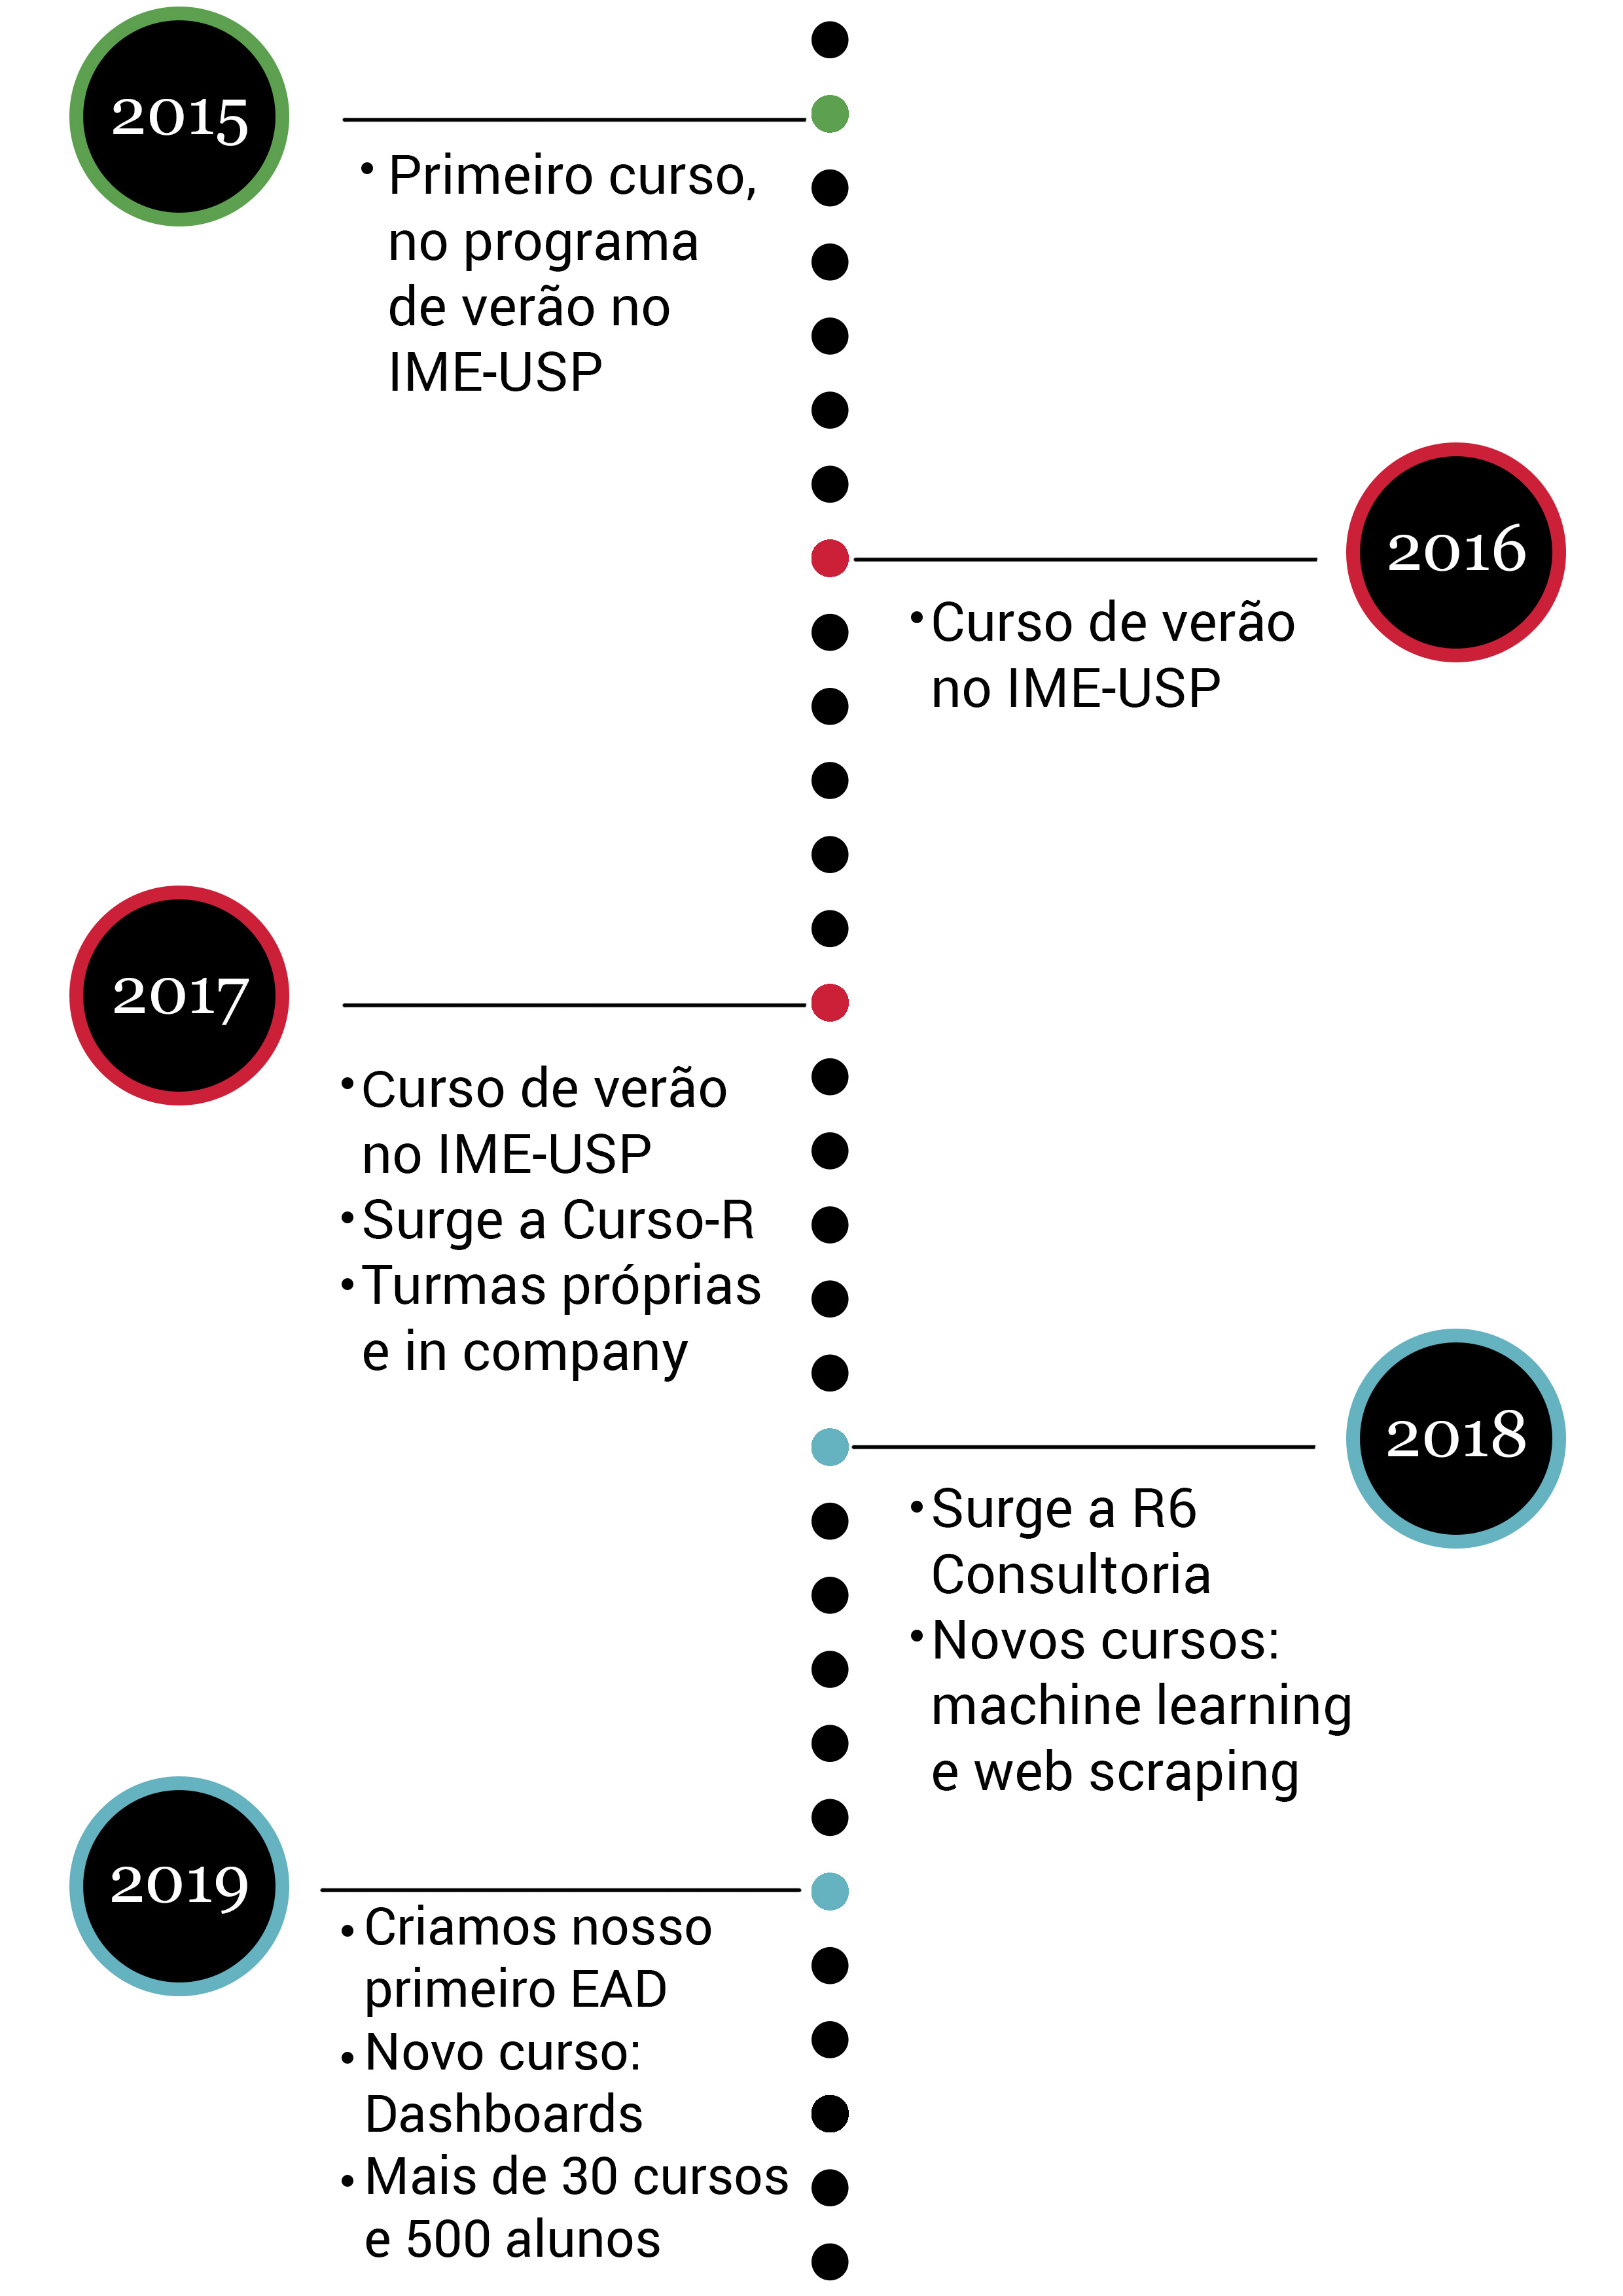 2015
• Primeiro curso,
no programa
de verão no
IME-USP
2016
• Curso de verão
no IME-USP
2017
• Curso de verão
no IME-USP
• Surge a Curso-R
• Turmas próprias
e in company
2018
• Surge a R6
Consultoria
• Novos cursos:
machine learning
e web scraping
2019
• Criamos nosso
primeiro EAD
• Novo curso:
Dashboards
• Mais de 30 cursos
e 500 alunos